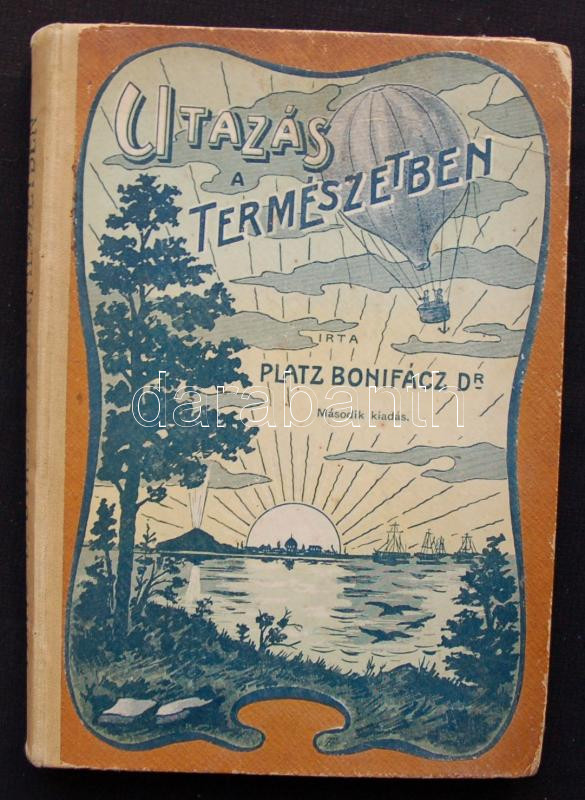 UTAZÁS
A
TERMÉSZETBEN
IRTA
PLATZ BONIFÁCZ DR
Második kiadás.
darabanth